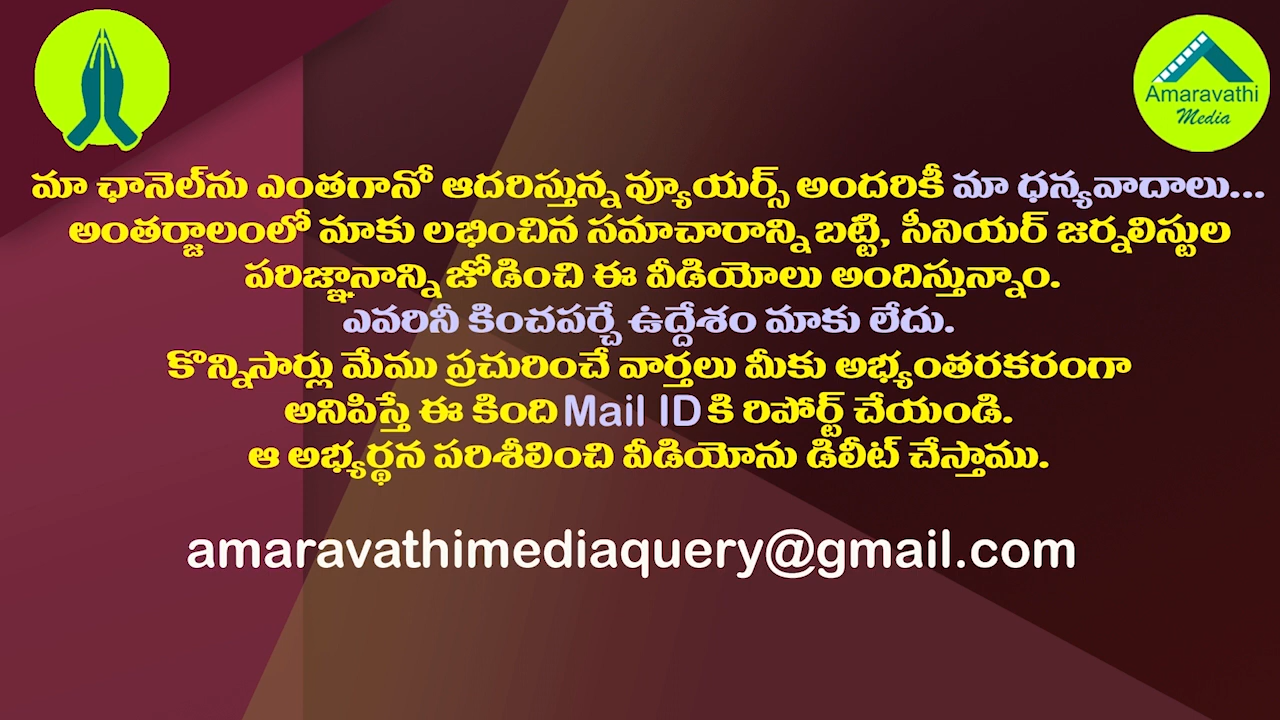 Amaravathi
Media
మా ఛానెల్‌ను ఎంతగానో ఆదరిస్తున్న వ్యూయర్స్ అందరికీ మా ధన్యవాదాలు...
అంతర్జాలంలో మాకు లభించిన సమాచారాన్ని బట్టి, సీనియర్ జర్నలిస్టుల
పరిజ్ఞానాన్ని జోడించి ఈ వీడియోలు అందిస్తున్నాం.
ఎవరినీ కించపర్చే ఉద్దేశం మాకు లేదు.
కొన్నిసార్లు మేము ప్రచురించే వార్తలు మీకు అభ్యంతరకరంగా
అనిపిస్తే ఈ కింది Mail ID కి రిపోర్ట్ చేయండి.
ఆ అభ్యర్థన పరిశీలించి వీడియోను డిలీట్ చేస్తాము.
amaravathimediaquery@gmail.com